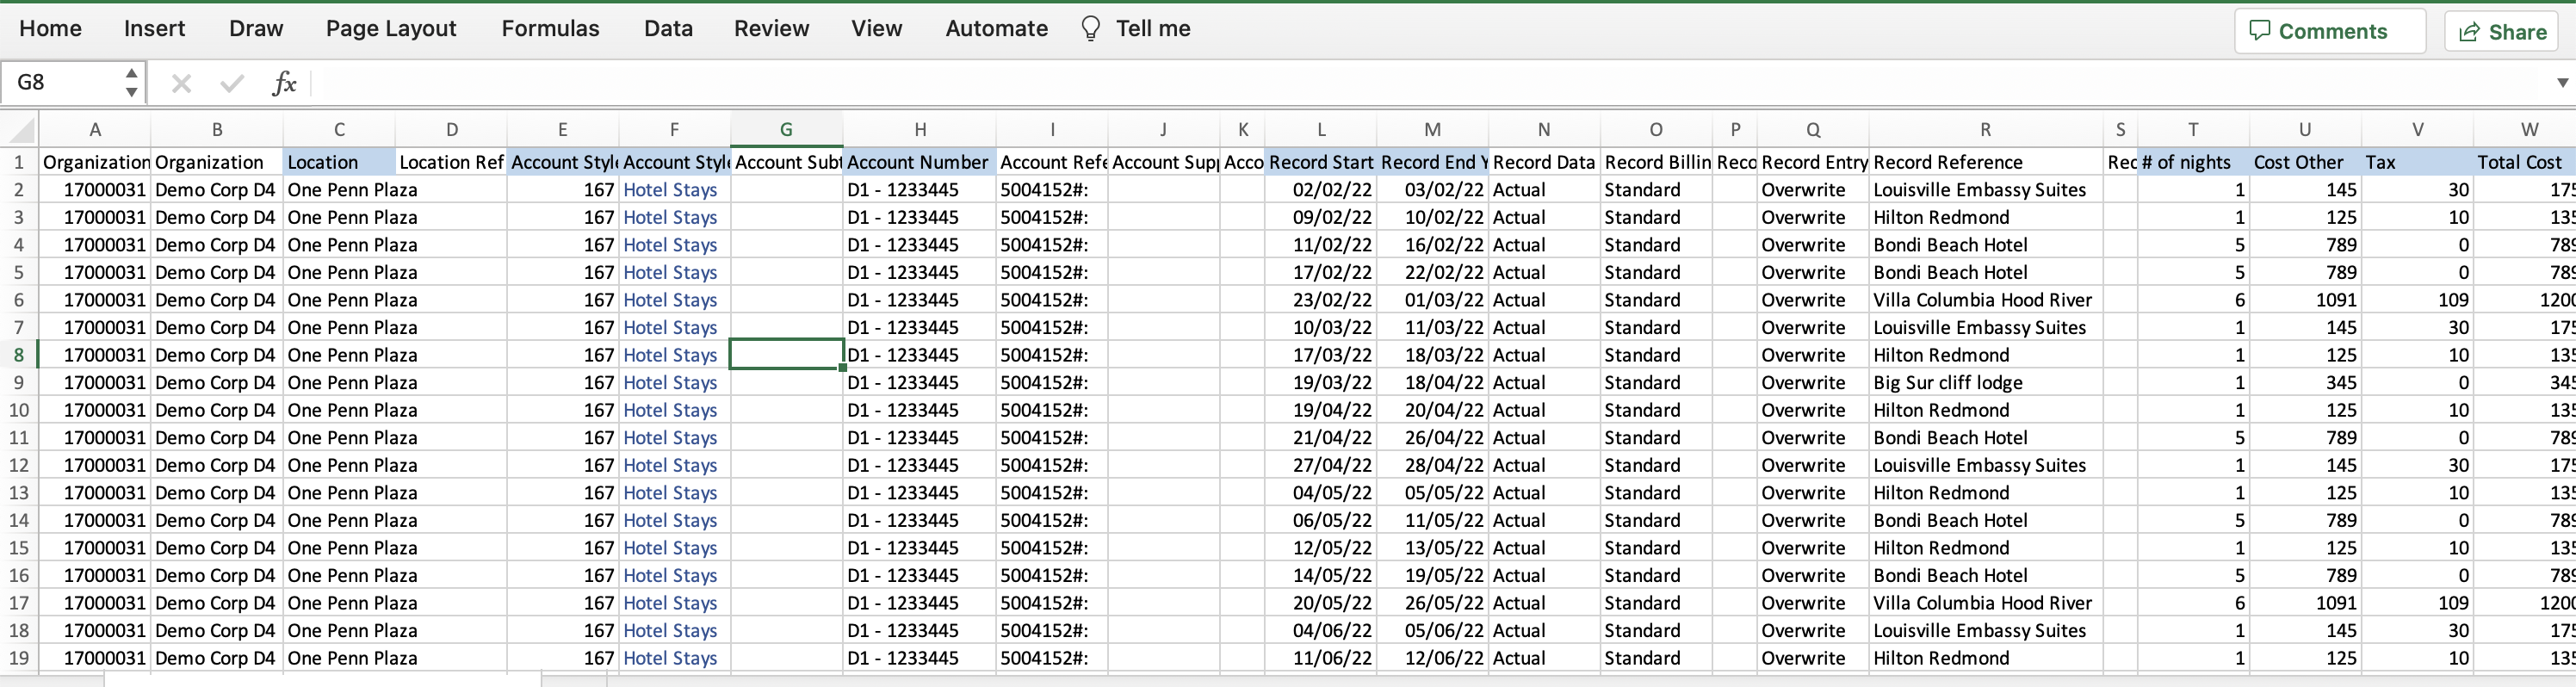 Home Insert Draw Page Layout Formulas Data Review View Automate Tell me Comments Share
G8 fx
A B C D E F G H I J K L M N O P Q R S T U V W
1 Organization Organization Location Location Ref Account Style Account Style Account Subt Account Number Account Refe Account Supp Acco Record Start Record End Y Record Data Record Billin Reco Record Entry Record Reference Rec # of nights Cost Other Tax Total Cost
2 17000031 Demo Corp D4 One Penn Plaza 167 Hotel Stays D1 - 1233445 5004152#: 02/02/22 03/02/22 Actual Standard Overwrite Louisville Embassy Suites 1 145 30 175
3 17000031 Demo Corp D4 One Penn Plaza 167 Hotel Stays D1 - 1233445 5004152#: 09/02/22 10/02/22 Actual Standard Overwrite Hilton Redmond 1 125 10 135
4 17000031 Demo Corp D4 One Penn Plaza 167 Hotel Stays D1 - 1233445 5004152#: 11/02/22 16/02/22 Actual Standard Overwrite Bondi Beach Hotel 5 789 0 789
5 17000031 Demo Corp D4 One Penn Plaza 167 Hotel Stays D1 - 1233445 5004152#: 17/02/22 22/02/22 Actual Standard Overwrite Bondi Beach Hotel 5 789 0 789
6 17000031 Demo Corp D4 One Penn Plaza 167 Hotel Stays D1 - 1233445 5004152#: 23/02/22 01/03/22 Actual Standard Overwrite Villa Columbia Hood River 6 1091 109 1200
7 17000031 Demo Corp D4 One Penn Plaza 167 Hotel Stays D1 - 1233445 5004152#: 10/03/22 11/03/22 Actual Standard Overwrite Louisville Embassy Suites 1 145 30 175
8 17000031 Demo Corp D4 One Penn Plaza 167 Hotel Stays D1 - 1233445 5004152#: 17/03/22 18/03/22 Actual Standard Overwrite Hilton Redmond 1 125 10 135
9 17000031 Demo Corp D4 One Penn Plaza 167 Hotel Stays D1 - 1233445 5004152#: 19/03/22 18/04/22 Actual Standard Overwrite Big Sur cliff lodge 1 345 0 345
10 17000031 Demo Corp D4 One Penn Plaza 167 Hotel Stays D1 - 1233445 5004152#: 19/04/22 20/04/22 Actual Standard Overwrite Hilton Redmond 1 125 10 135
11 17000031 Demo Corp D4 One Penn Plaza 167 Hotel Stays D1 - 1233445 5004152#: 21/04/22 26/04/22 Actual Standard Overwrite Bondi Beach Hotel 5 789 0 789
12 17000031 Demo Corp D4 One Penn Plaza 167 Hotel Stays D1 - 1233445 5004152#: 27/04/22 28/04/22 Actual Standard Overwrite Louisville Embassy Suites 1 145 30 175
13 17000031 Demo Corp D4 One Penn Plaza 167 Hotel Stays D1 - 1233445 5004152#: 04/05/22 05/05/22 Actual Standard Overwrite Hilton Redmond 1 125 10 135
14 17000031 Demo Corp D4 One Penn Plaza 167 Hotel Stays D1 - 1233445 5004152#: 06/05/22 11/05/22 Actual Standard Overwrite Bondi Beach Hotel 5 789 0 789
15 17000031 Demo Corp D4 One Penn Plaza 167 Hotel Stays D1 - 1233445 5004152#: 12/05/22 13/05/22 Actual Standard Overwrite Hilton Redmond 1 125 10 135
16 17000031 Demo Corp D4 One Penn Plaza 167 Hotel Stays D1 - 1233445 5004152#: 14/05/22 19/05/22 Actual Standard Overwrite Bondi Beach Hotel 5 789 0 789
17 17000031 Demo Corp D4 One Penn Plaza 167 Hotel Stays D1 - 1233445 5004152#: 20/05/22 26/05/22 Actual Standard Overwrite Villa Columbia Hood River 6 1091 109 1200
18 17000031 Demo Corp D4 One Penn Plaza 167 Hotel Stays D1 - 1233445 5004152#: 04/06/22 05/06/22 Actual Standard Overwrite Louisville Embassy Suites 1 145 30 175
19 17000031 Demo Corp D4 One Penn Plaza 167 Hotel Stays D1 - 1233445 5004152#: 11/06/22 12/06/22 Actual Standard Overwrite Hilton Redmond 1 125 10 135